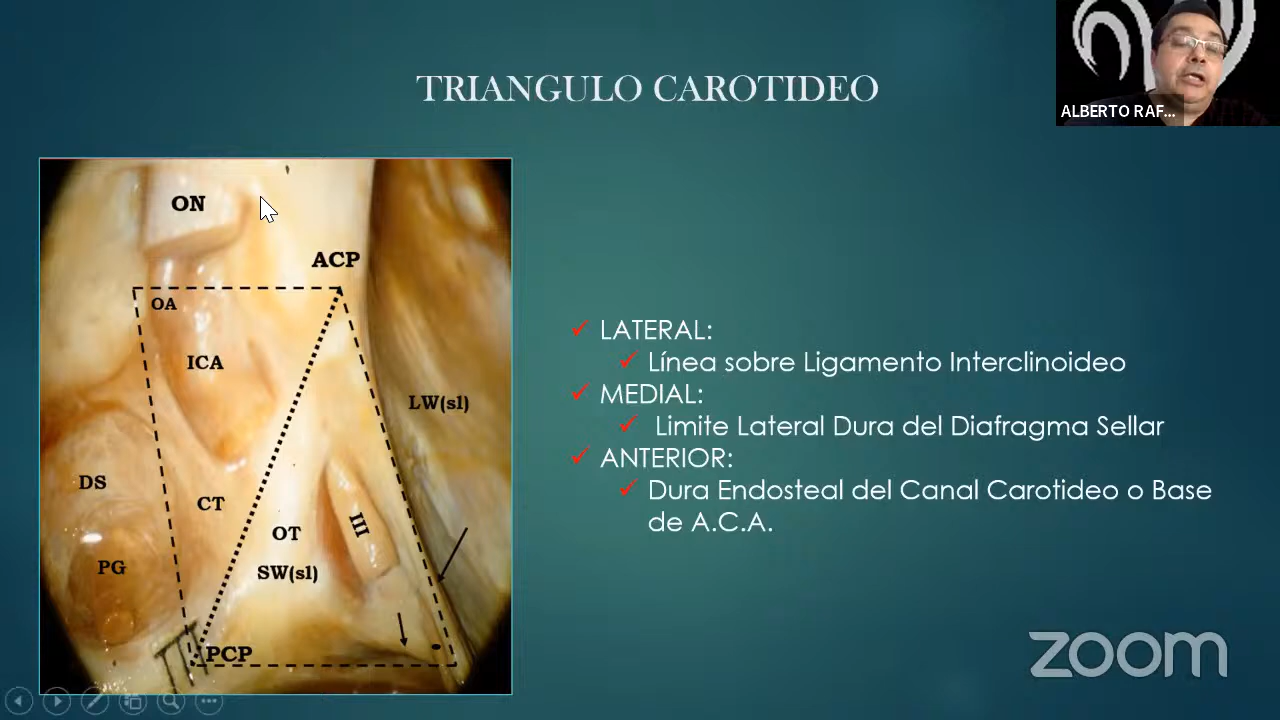 TRIANGULO CAROTIDEO
ALBERTO RAF...
ON
ACP
OA
ICA
LW(sl)
DS
CT
III
OT
PG
SW(sl)
PCP
LATERAL:
Línea sobre Ligamento Interclinoideo
MEDIAL:
Limite Lateral Dura del Diafragma Sellar
ANTERIOR:
Dura Endosteal del Canal Carotideo o Base
de A.C.A.
zoom